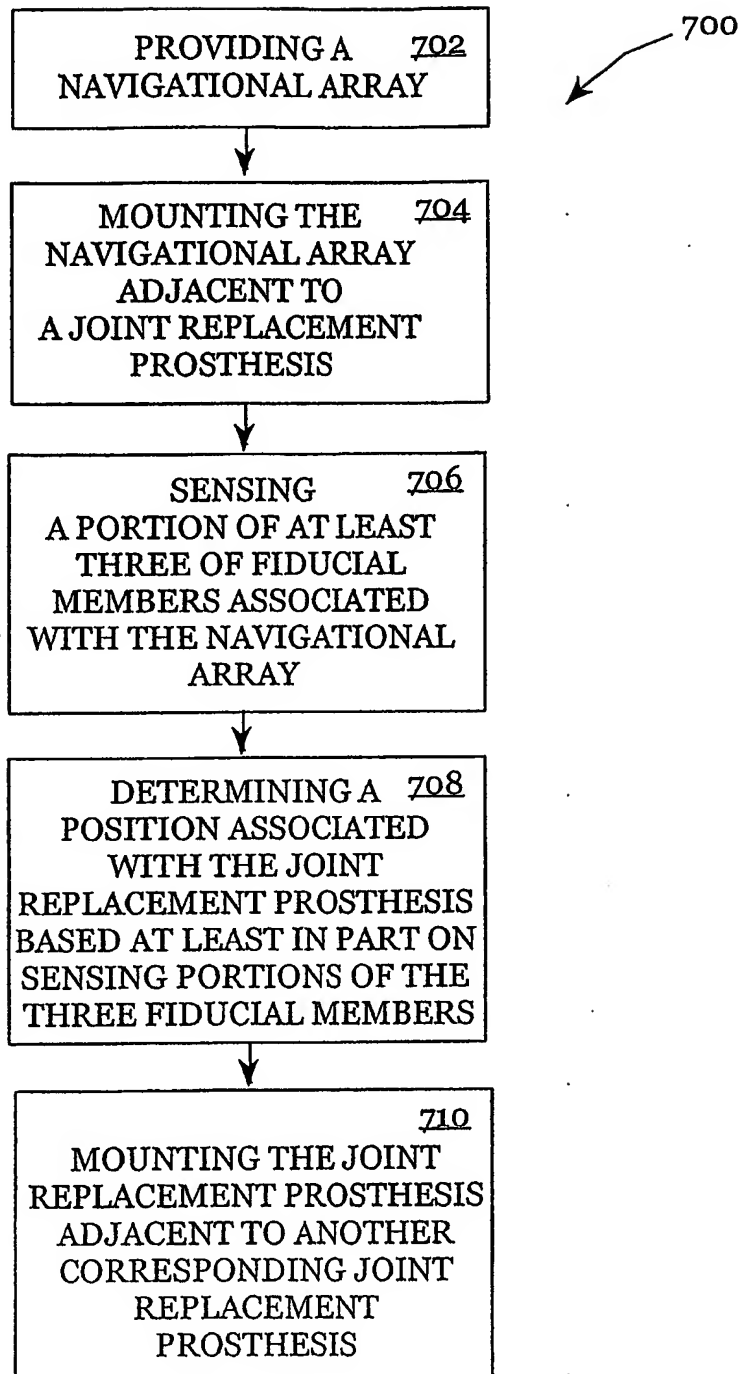 700
PROVIDING A 702
NAVIGATIONAL ARRAY
MOUNTING THE 704
NAVIGATIONAL ARRAY
ADJACENT TO
A JOINT REPLACEMENT
PROSTHESIS
SENSING 706
A PORTION OF AT LEAST
THREE OF FIDUCIAL
MEMBERS ASSOCIATED
WITH THE NAVIGATIONAL
ARRAY
DETERMINING A 708
POSITION ASSOCIATED
WITH THE JOINT
REPLACEMENT PROSTHESIS
BASED AT LEAST IN PART ON
SENSING PORTIONS OF THE
THREE FIDUCIAL MEMBERS
710
MOUNTING THE JOINT
REPLACEMENT PROSTHESIS
ADJACENT TO ANOTHER
CORRESPONDING JOINT
REPLACEMENT
PROSTHESIS